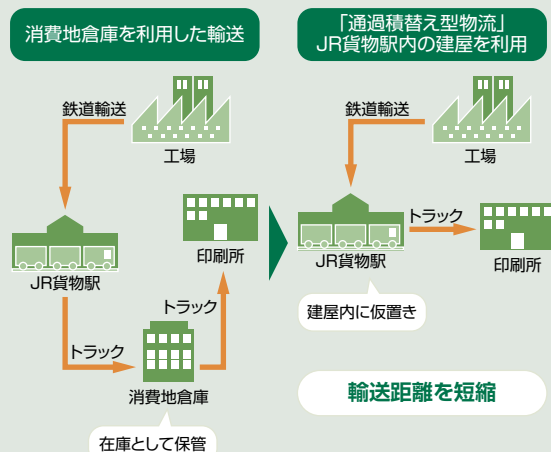 消費地倉庫を利用した輸送
鉄道輸送
工場
印刷所
JR貨物駅
トラック
トラック
消費地倉庫
在庫として保管
「通過積替え型物流」
JR貨物駅内の建屋を利用
鉄道輸送
工場
トラック
JR貨物駅
印刷所
建屋内に仮置き
輸送距離を短縮